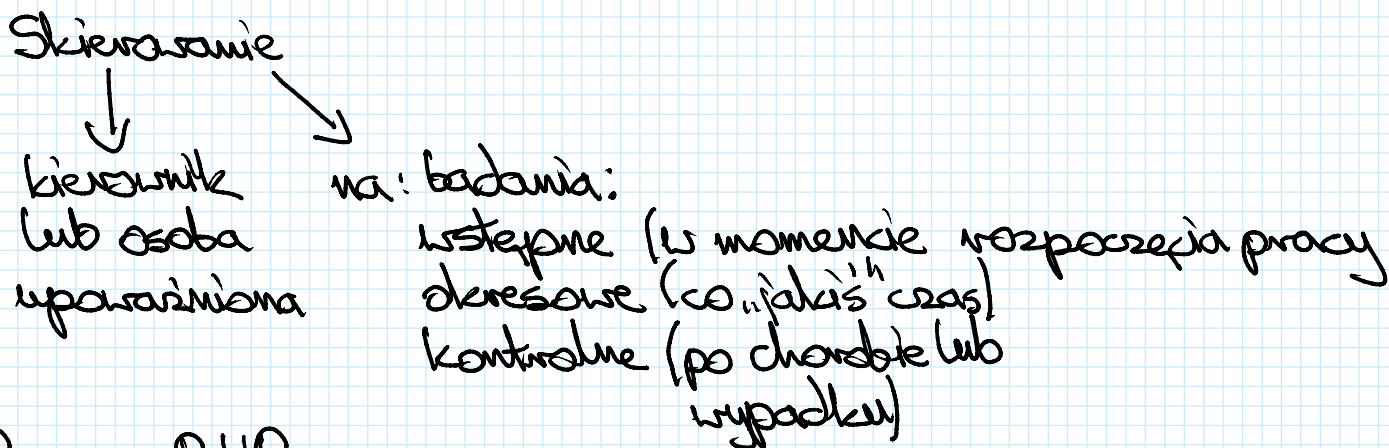 Skierowanie
kierownik
lub osoba
upoważniona
na: badania:
wstępne (w momencie rozpoczęcia pracy
okresowe (co „jakiś" czas)
kontrolne (po chorobie lub
wypadku)